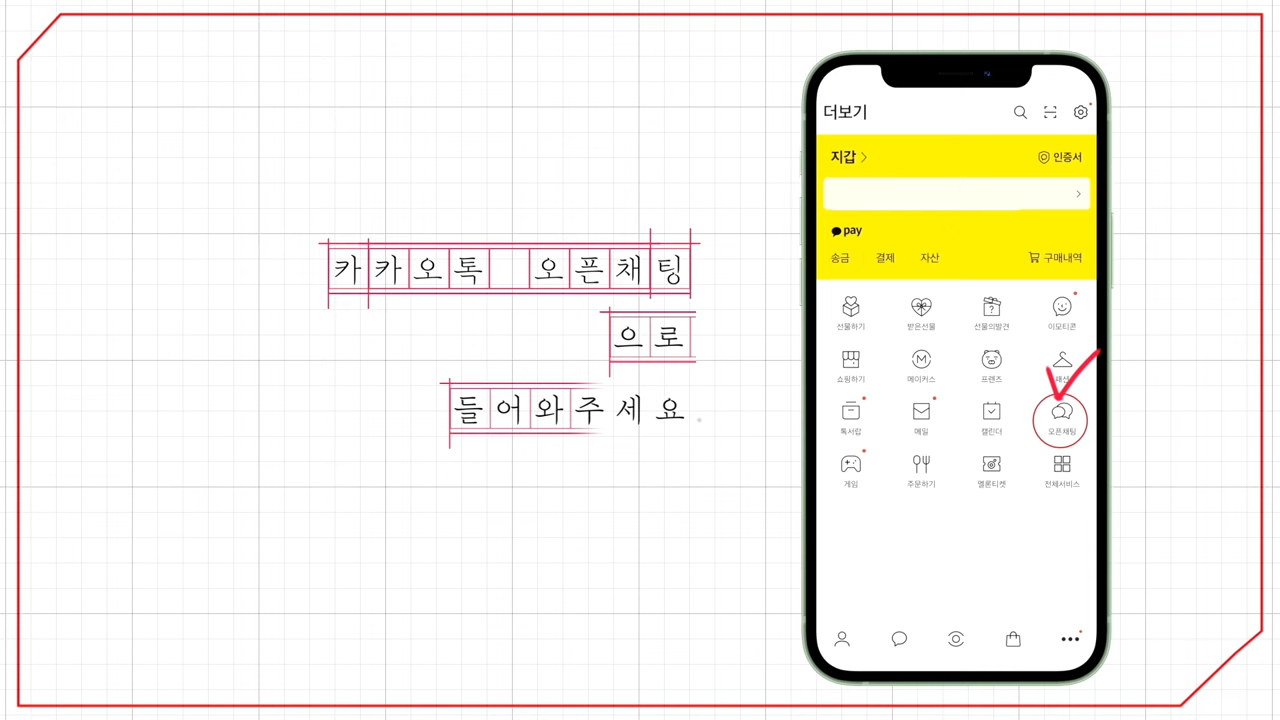 카카오톡 오픈채팅
으로
들어와주세요.
더보기
지갑 >
인증서
pay
송금 결제 자산 구매내역
선물하기 받은선물 선물의발견 이모티콘
쇼핑하기 메이커스 프렌즈
톡서랍 메일 캘린더 오픈채팅
게임 주문하기 멜론티켓 전체서비스